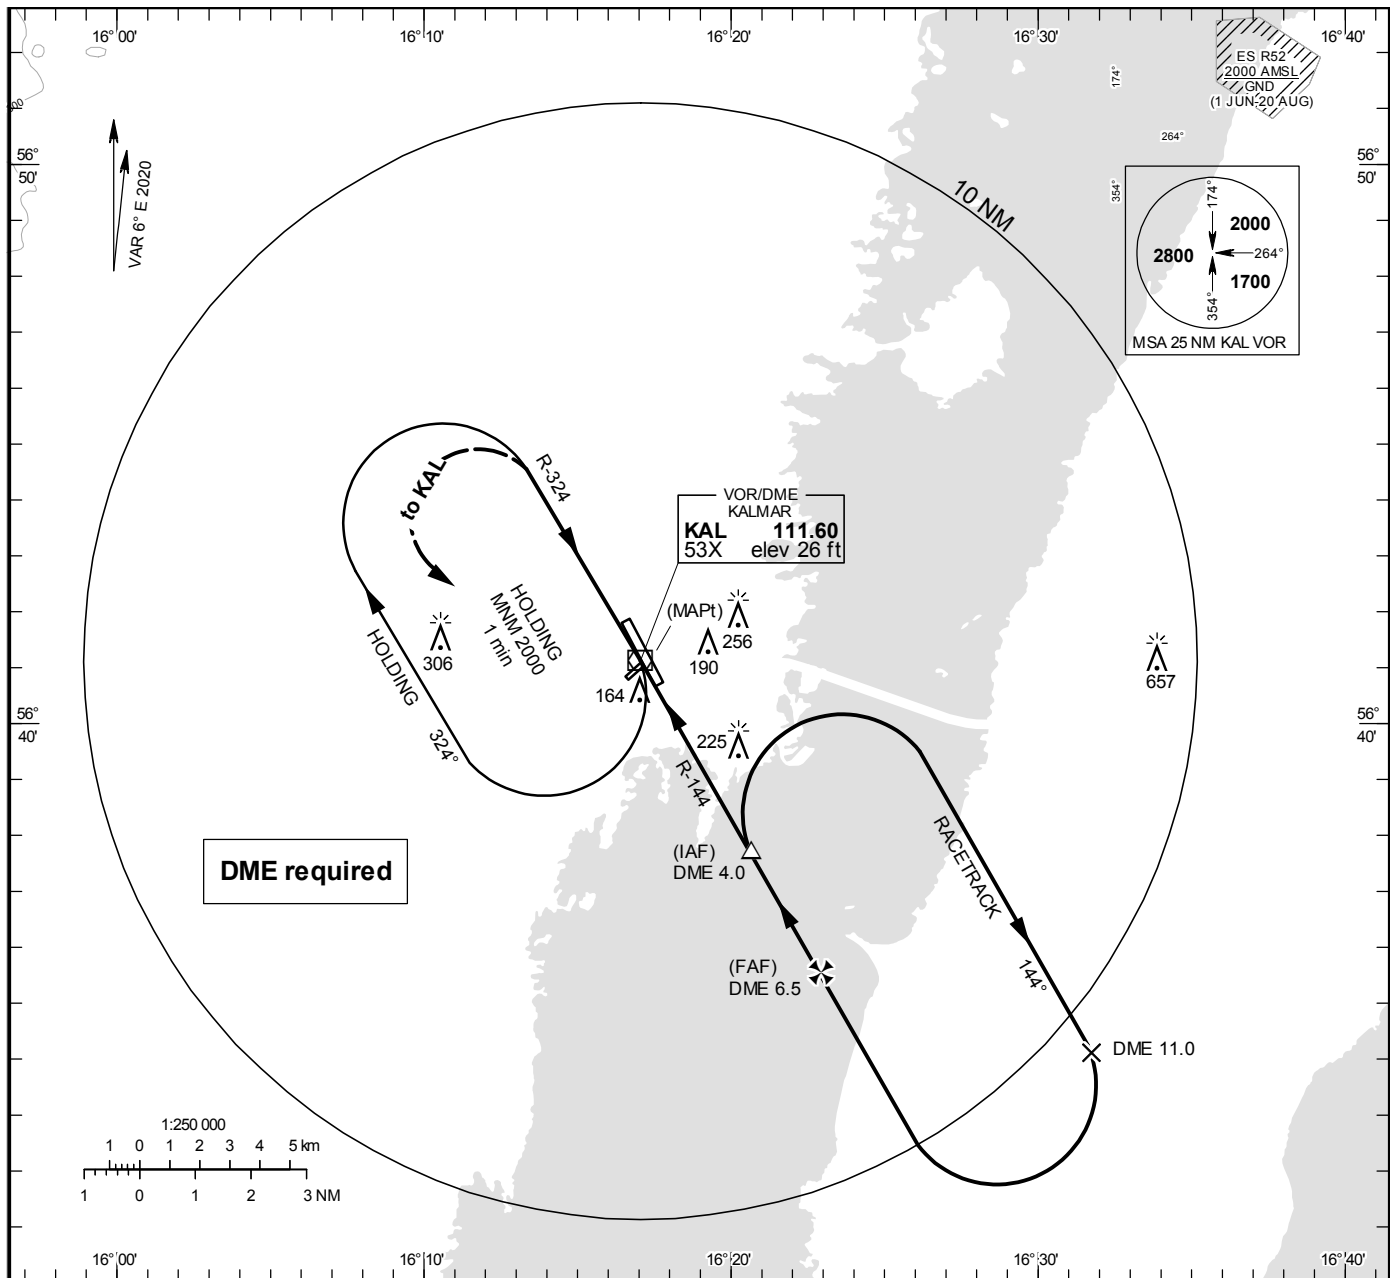 16°00'
16°10'
16°20'
16°30'
16°40'
ES R52
2000 AMSL
GND
(1 JUN-20 AUG)
174°
264°
354°
56°
50'
56°
50'
VAR 6° E 2020
10 NM
174°
2000
2800
264°
1700
354°
MSA 25 NM KAL VOR
R-324
to KAL
VOR/DME
KALMAR
KAL 111.60
53X elev 26 ft
HOLDING
MNM 2000
1 min
(MAPt)
256
190
306
657
HOLDING
324°
164
225
56°
40'
56°
40'
R-144
RACETRACK
144°
(IAF)
DME 4.0
DME required
(FAF)
DME 6.5
DME 11.0
1:250 000
1 0 1 2 3 4 5 km
1 0 1 2 3 NM
16°00'
16°10'
16°20'
16°30'
16°40'